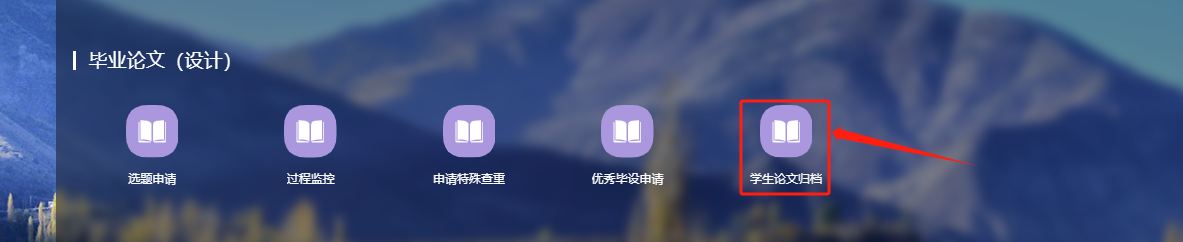 毕业论文（设计）
选题申请
过程监控
申请特殊查重
优秀毕设申请
学生论文归档